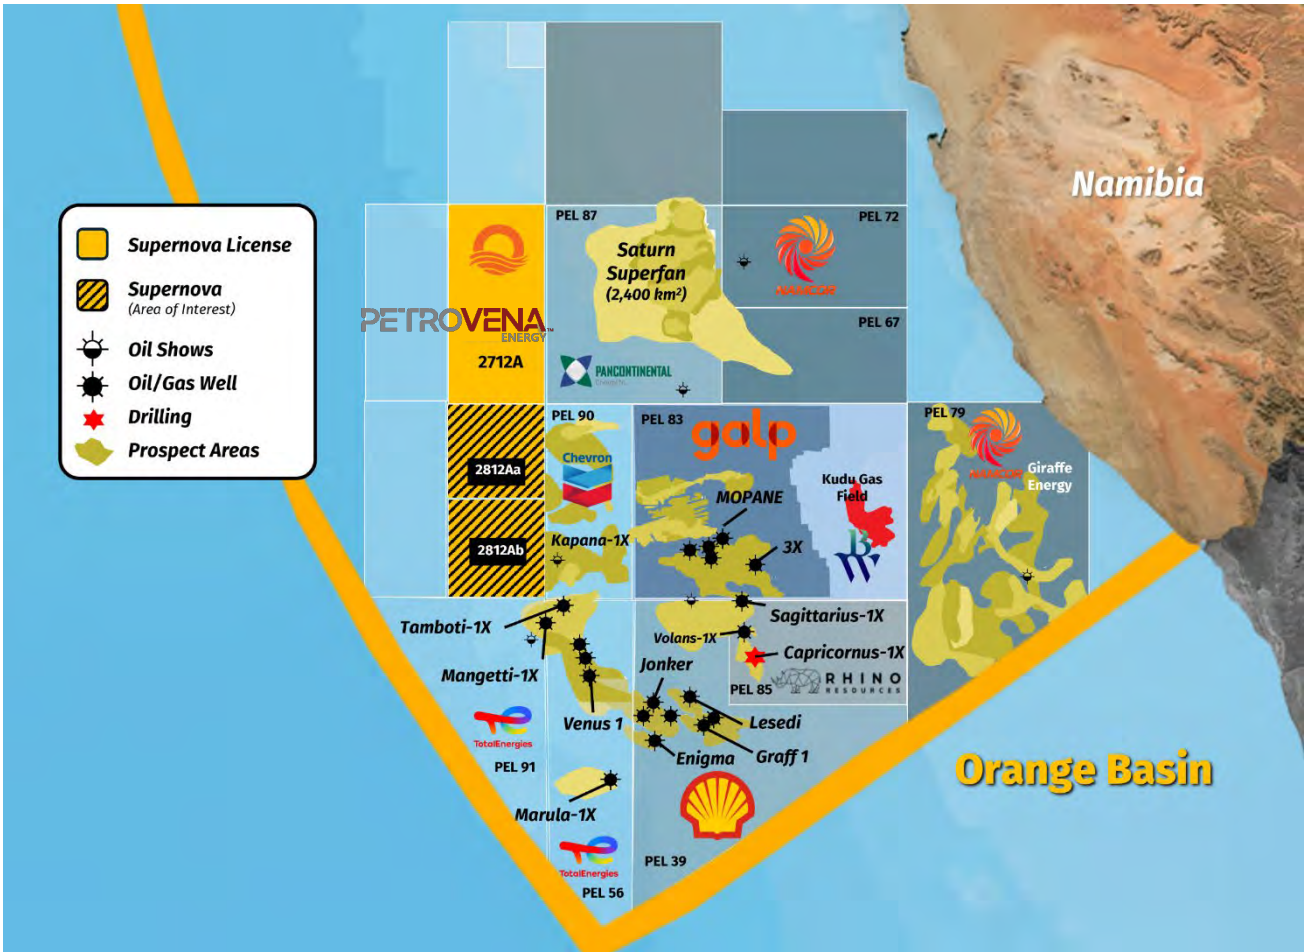 Namibia
Supernova License
Supernova
(Area of Interest)
Oil Shows
Oil/Gas Well
Drilling
Prospect Areas
PEL 87
PEL 72
Saturn
Superfan
(2,400 km²)
NAMCOR
PETROVENA™
ENERGY
PEL 67
2712A
PANCONTINENTAL
PEL 90
PEL 83
galp
PEL 79
NAMCOR
Giraffe
Energy
Chevron
2812Aa
Kudu Gas
Field
MOPANE
Kapana-1X
3X
BW
2812Ab
Tamboti-1X
Sagittarius-1X
Volans-1X
Capricornus-1X
Mangetti-1X
Jonker
RHINO
RESOURCES
PEL 85
Venus 1
Lesedi
Graff 1
Enigma
TotalEnergies
PEL 91
Orange Basin
Marula-1X
PEL 39
TotalEnergies
PEL 56